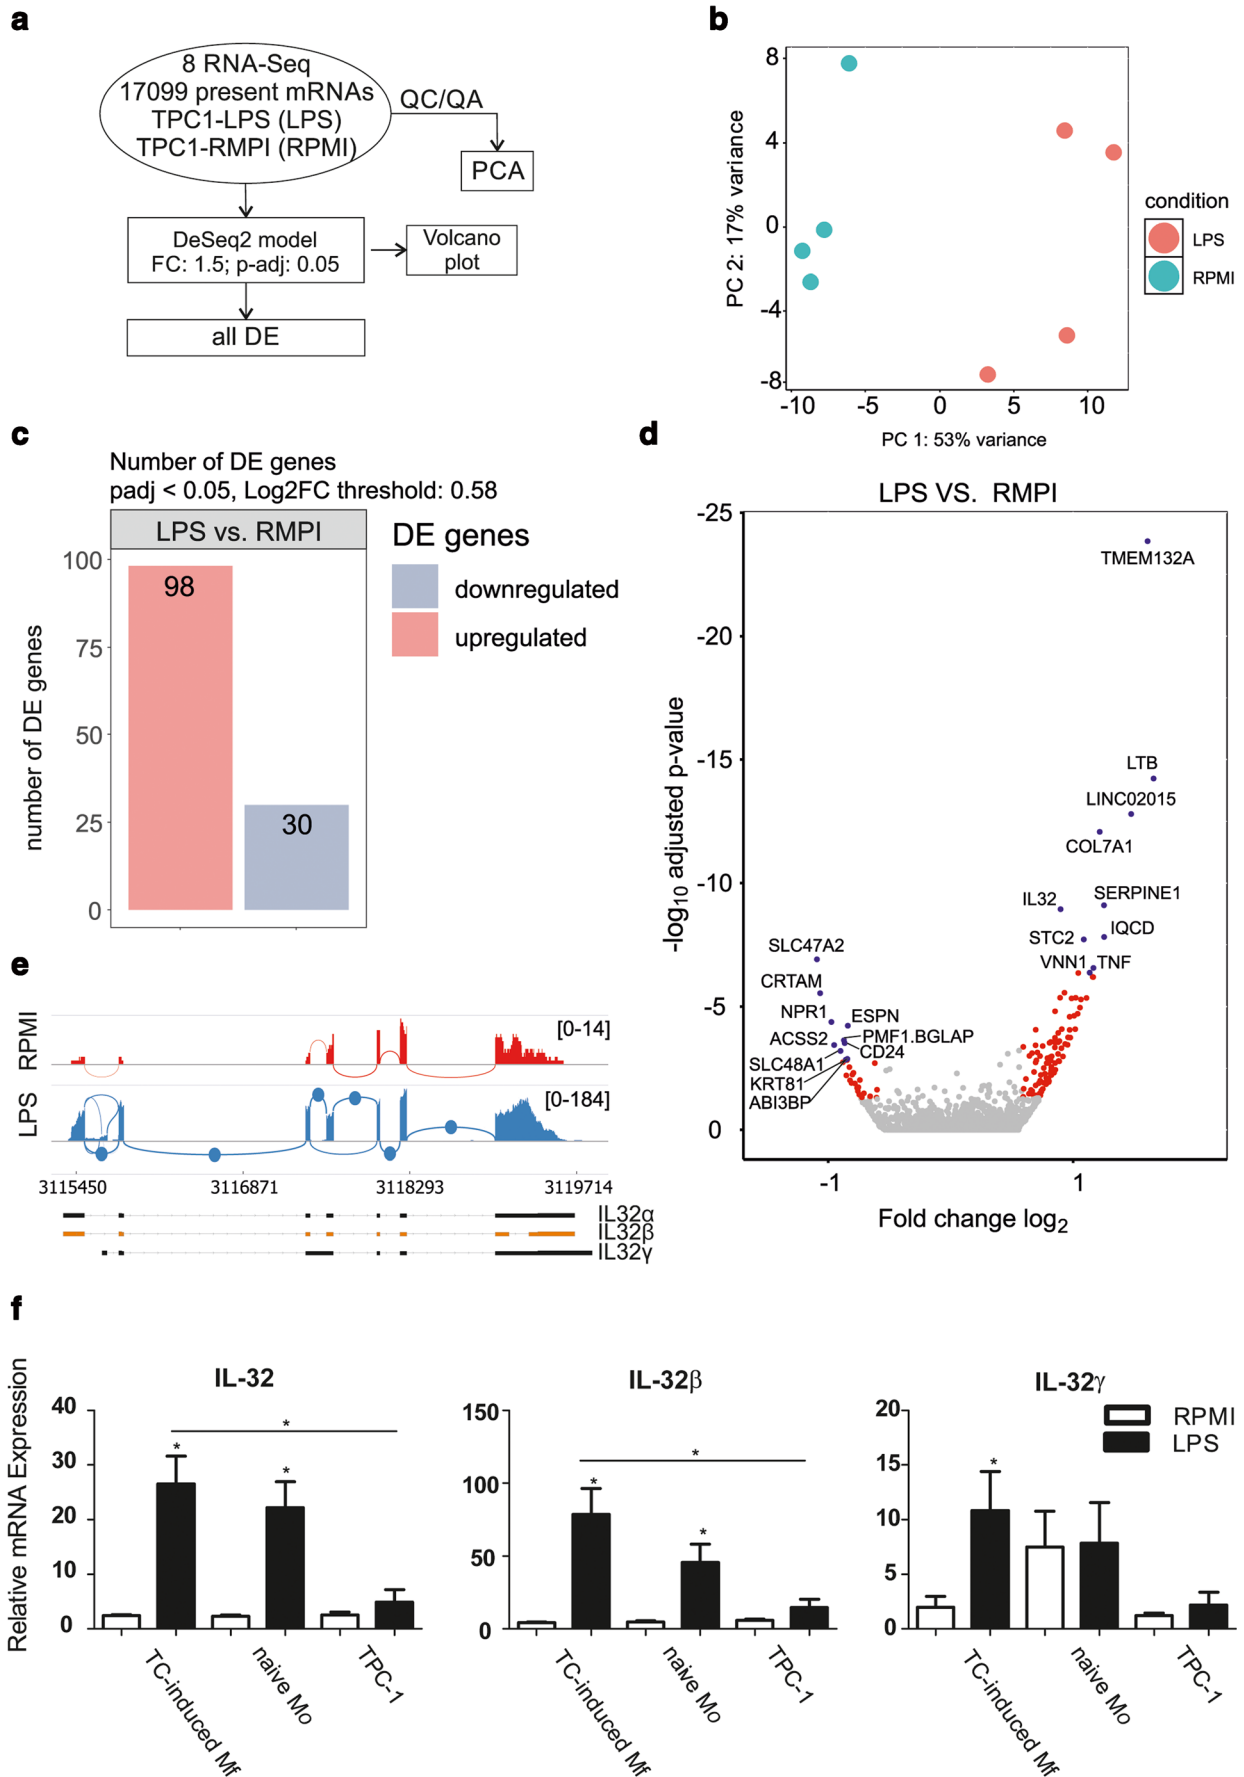 a
8 RNA-Seq
17099 present mRNAs
TPC1-LPS (LPS)
TPC1-RMPI (RPMI)
QC/QA
PCA
DeSeq2 model
FC: 1.5; p-adj: 0.05
Volcano
plot
all DE
b
8
4
0
-4
-8
-10 -5 0 5 10
PC 2: 17% variance
PC 1: 53% variance
condition
LPS
RPMI
c
Number of DE genes
padj < 0.05, Log2FC threshold: 0.58
LPS vs. RMPI
100
75
50
25
0
number of DE genes
98
30
DE genes
downregulated
upregulated
d
LPS VS. RMPI
-25
-20
-15
-10
-5
0
-log10 adjusted p-value
TMEM132A
LTB
LINC02015
COL7A1
IL32
SERPINE1
STC2
IQCD
VNN1
TNF
SLC47A2
CRTAM
NPR1
ESPN
ACSS2
PMF1.BGLAP
CD24
SLC48A1
KRT81
ABI3BP
-1 1
Fold change log2
e
RPMI
[0-14]
LPS
[0-184]
3115450 3116871 3118293 3119714
IL32α
IL32β
IL32γ
f
Relative mRNA Expression
IL-32
40
30
20
10
0
* * *
TC-induced Mf
naive Mo
TPC-1
IL-32β
150
100
50
0
* * *
TC-induced Mf
naive Mo
TPC-1
IL-32γ
20
15
10
5
0
*
RPMI
LPS
TC-induced Mf
naive Mo
TPC-1